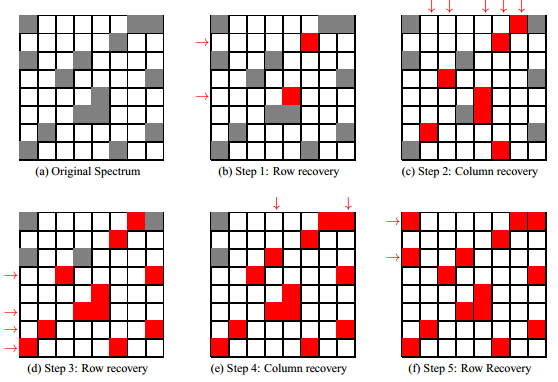 (a) Original Spectrum
(b) Step 1: Row recovery
(c) Step 2: Column recovery
(d) Step 3: Row recovery
(e) Step 4: Column recovery
(f) Step 5: Row Recovery